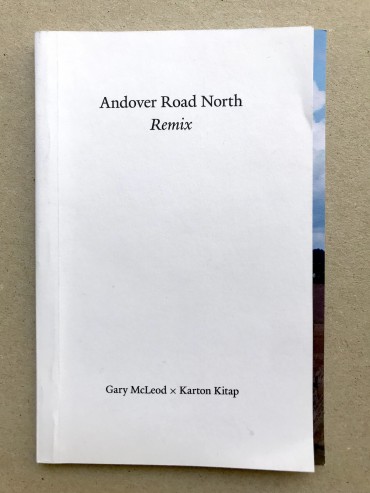 Andover Road North
Remix
Gary McLeod × Karton Kitap